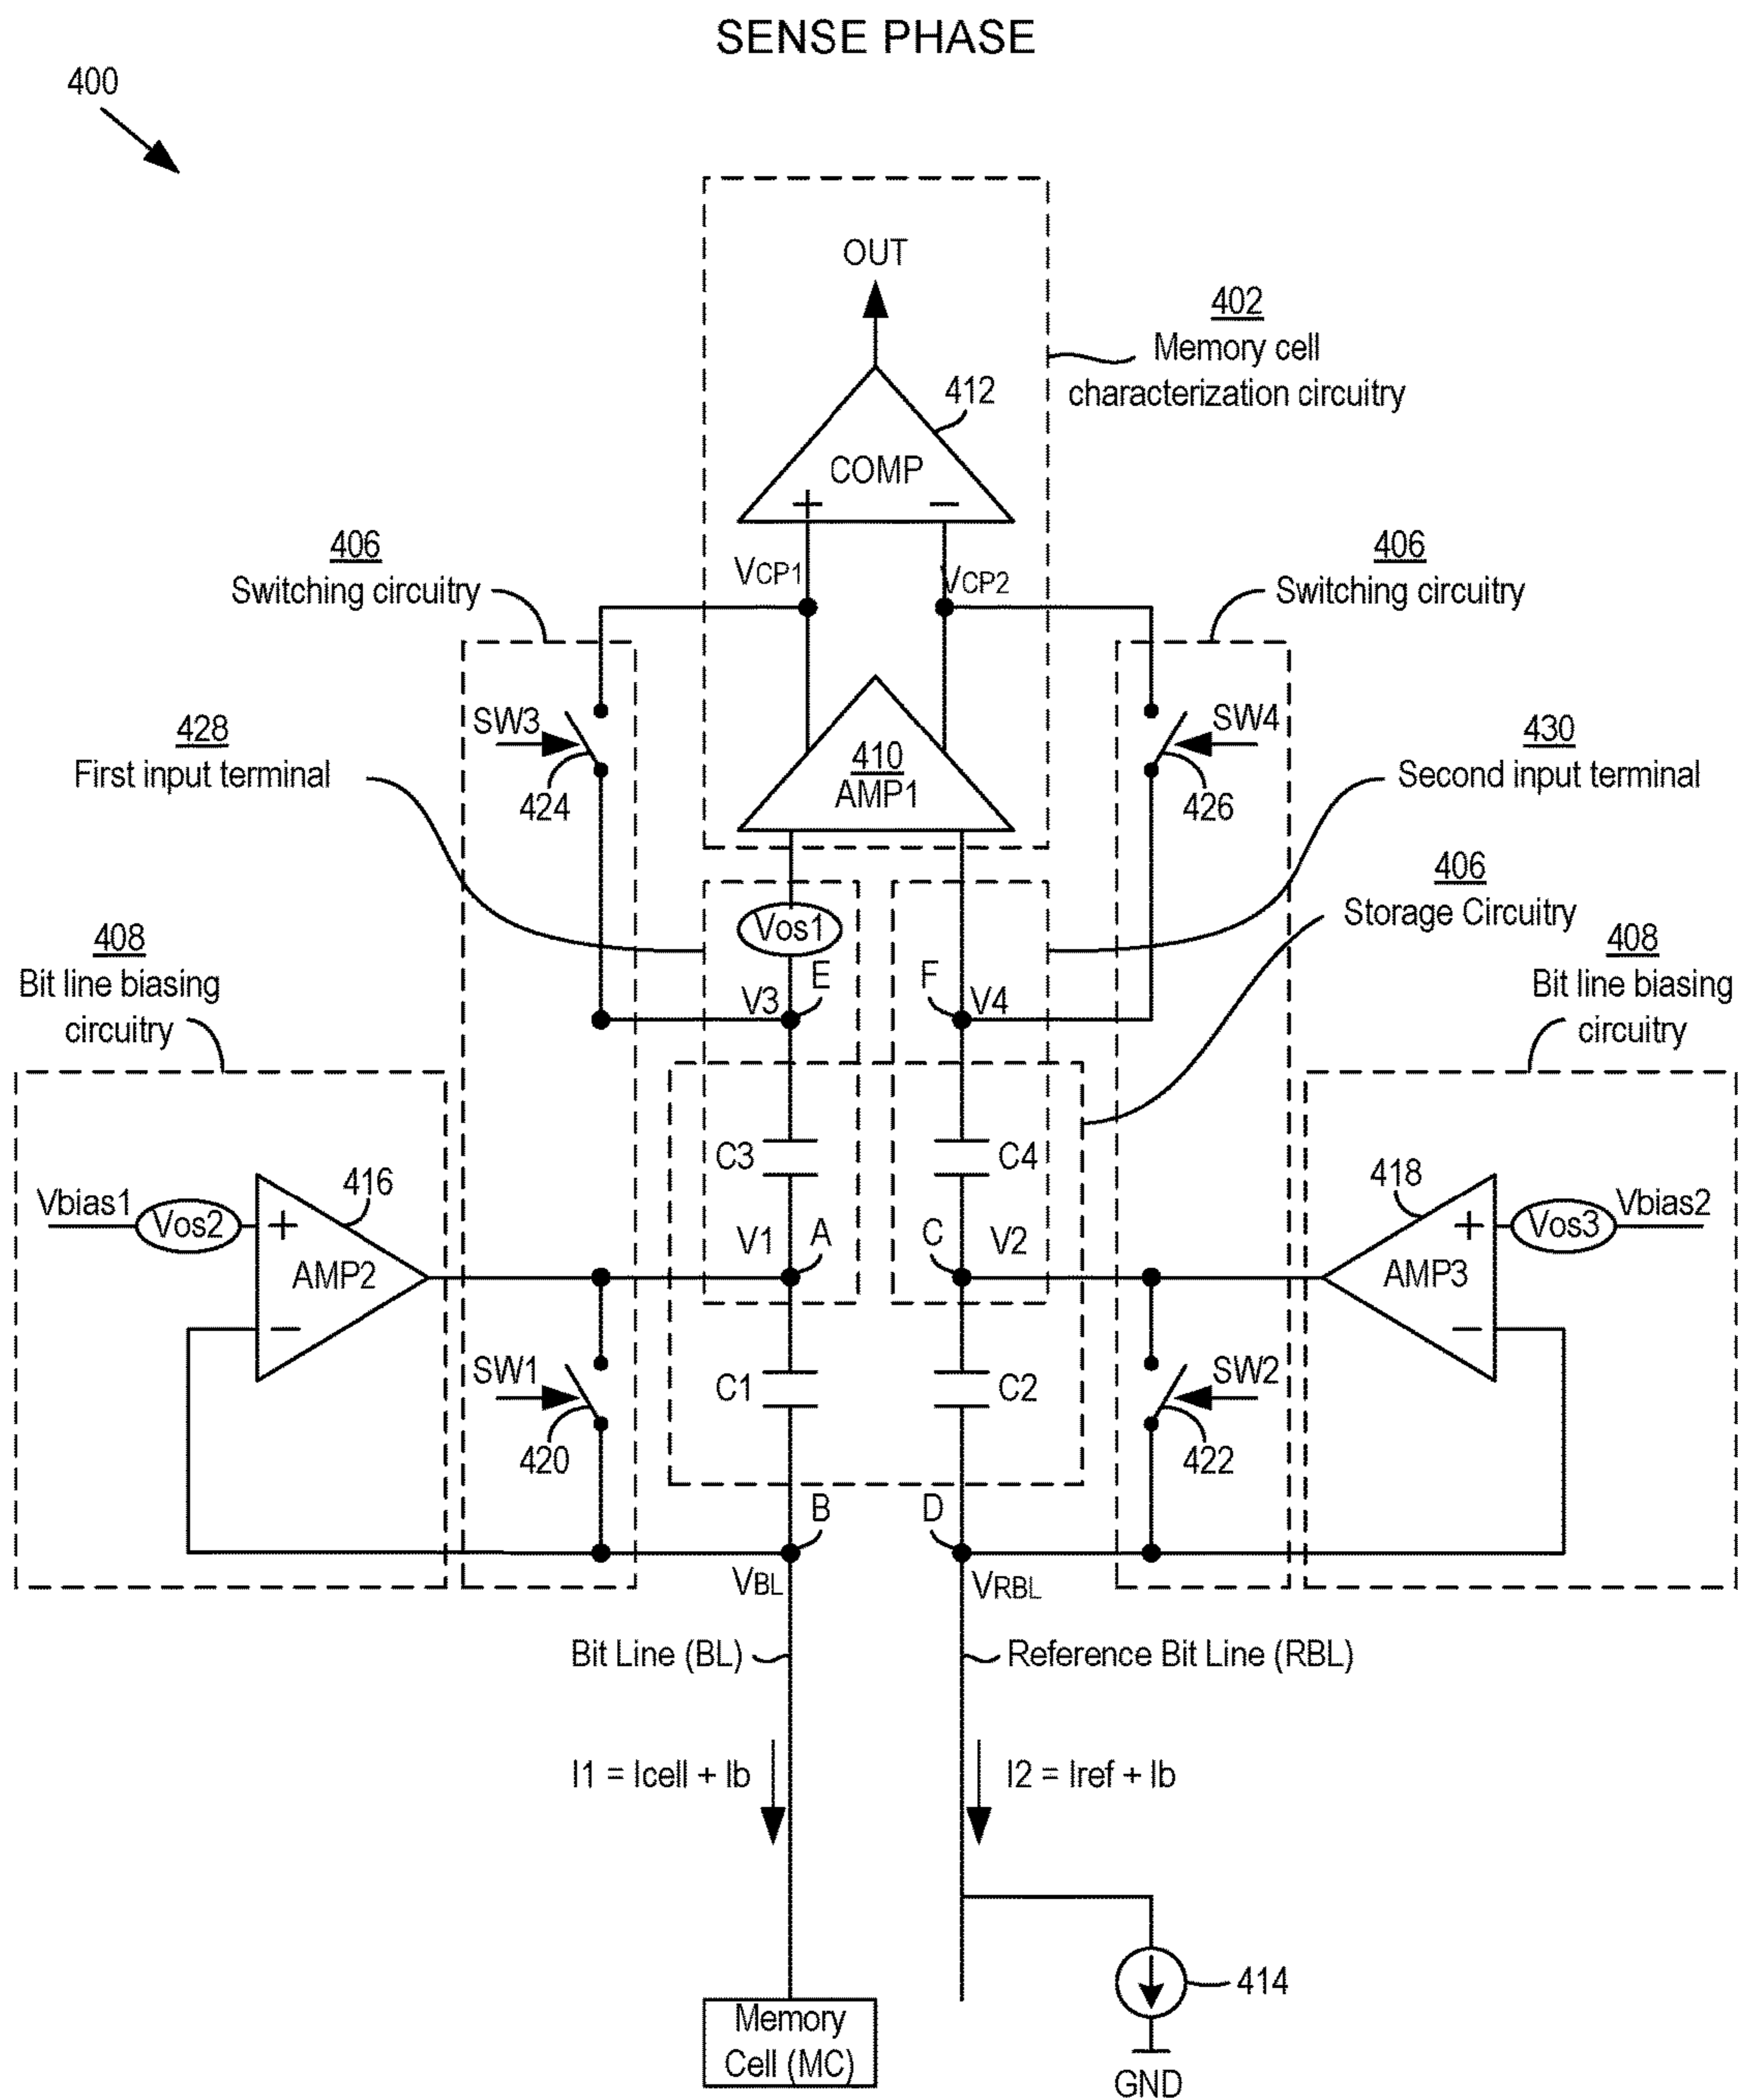 SENSE PHASE
400
OUT
402
Memory cell
characterization circuitry
412
COMP
+
−
406
Switching circuitry
VCP1
VCP2
406
Switching circuitry
428
First input terminal
SW3
424
410
AMP1
SW4
426
430
Second input terminal
406
Storage Circuitry
Vos1
E
F
V3
V4
408
Bit line biasing
circuitry
408
Bit line biasing
circuitry
C3
C4
Vbias1
Vos2
+
416
AMP2
−
V1
A
C
V2
418
+
Vos3
Vbias2
AMP3
−
SW1
420
C1
C2
SW2
422
B
D
VBL
VRBL
Bit Line (BL)
Reference Bit Line (RBL)
I1 = Icell + Ib
I2 = Iref + Ib
414
Memory
Cell (MC)
GND